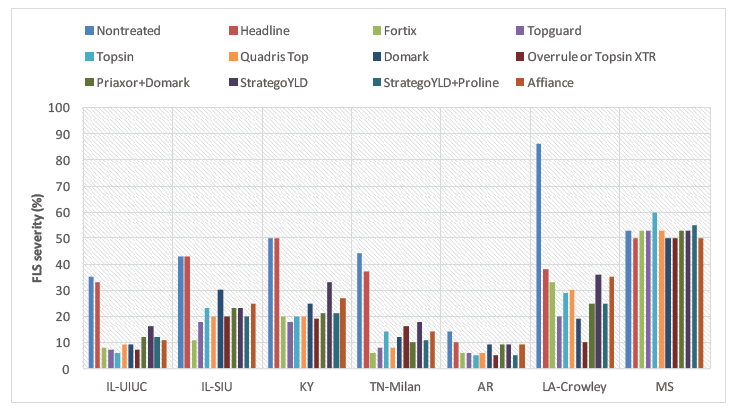 Nontreated Headline Fortix Topguard
Topsin Quadris Top Domark Overrule or Topsin XTR
Priaxor+Domark StrategoYLD StrategoYLD+Proline Affiance
100
90
80
70
60
50
40
30
20
10
0
FLS severity (%)
IL-UIUC IL-SIU KY TN-Milan AR LA-Crowley MS